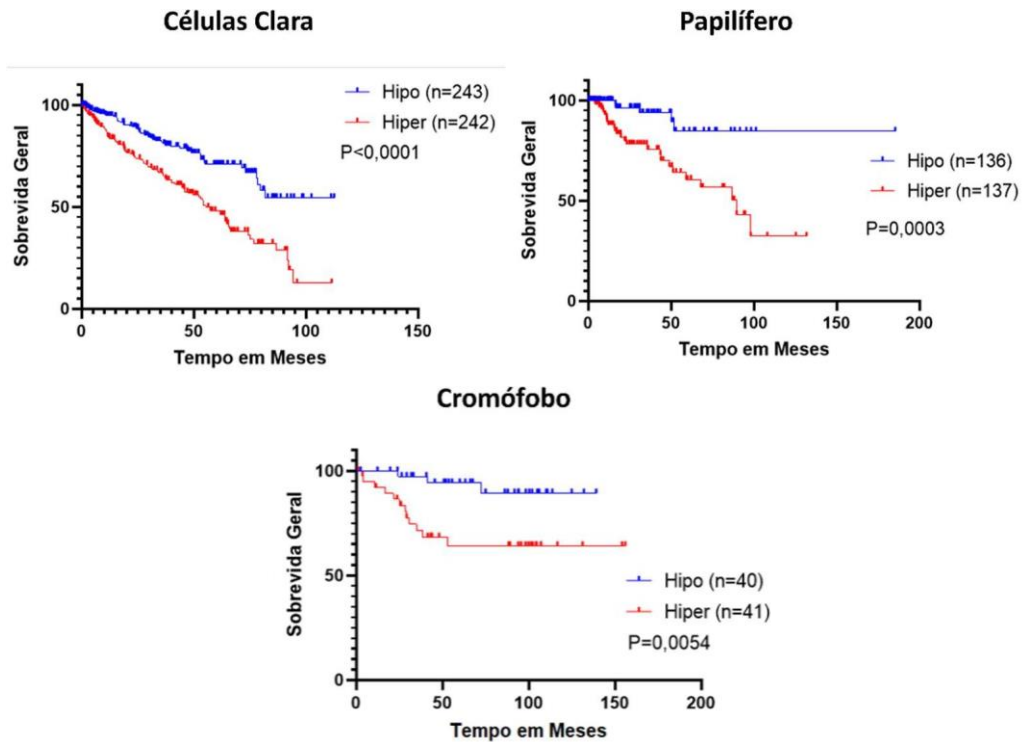 Células Clara
Sobrevida Geral
100
50
0
0
50
100
150
Tempo em Meses
Hipo (n=243)
Hiper (n=242)
P<0,0001
Papilífero
Sobrevida Geral
100
50
0
0
50
100
150
200
Tempo em Meses
Hipo (n=136)
Hiper (n=137)
P=0,0003
Cromófobo
Sobrevida Geral
100
50
0
0
50
100
150
200
Tempo em Meses
Hipo (n=40)
Hiper (n=41)
P=0,0054